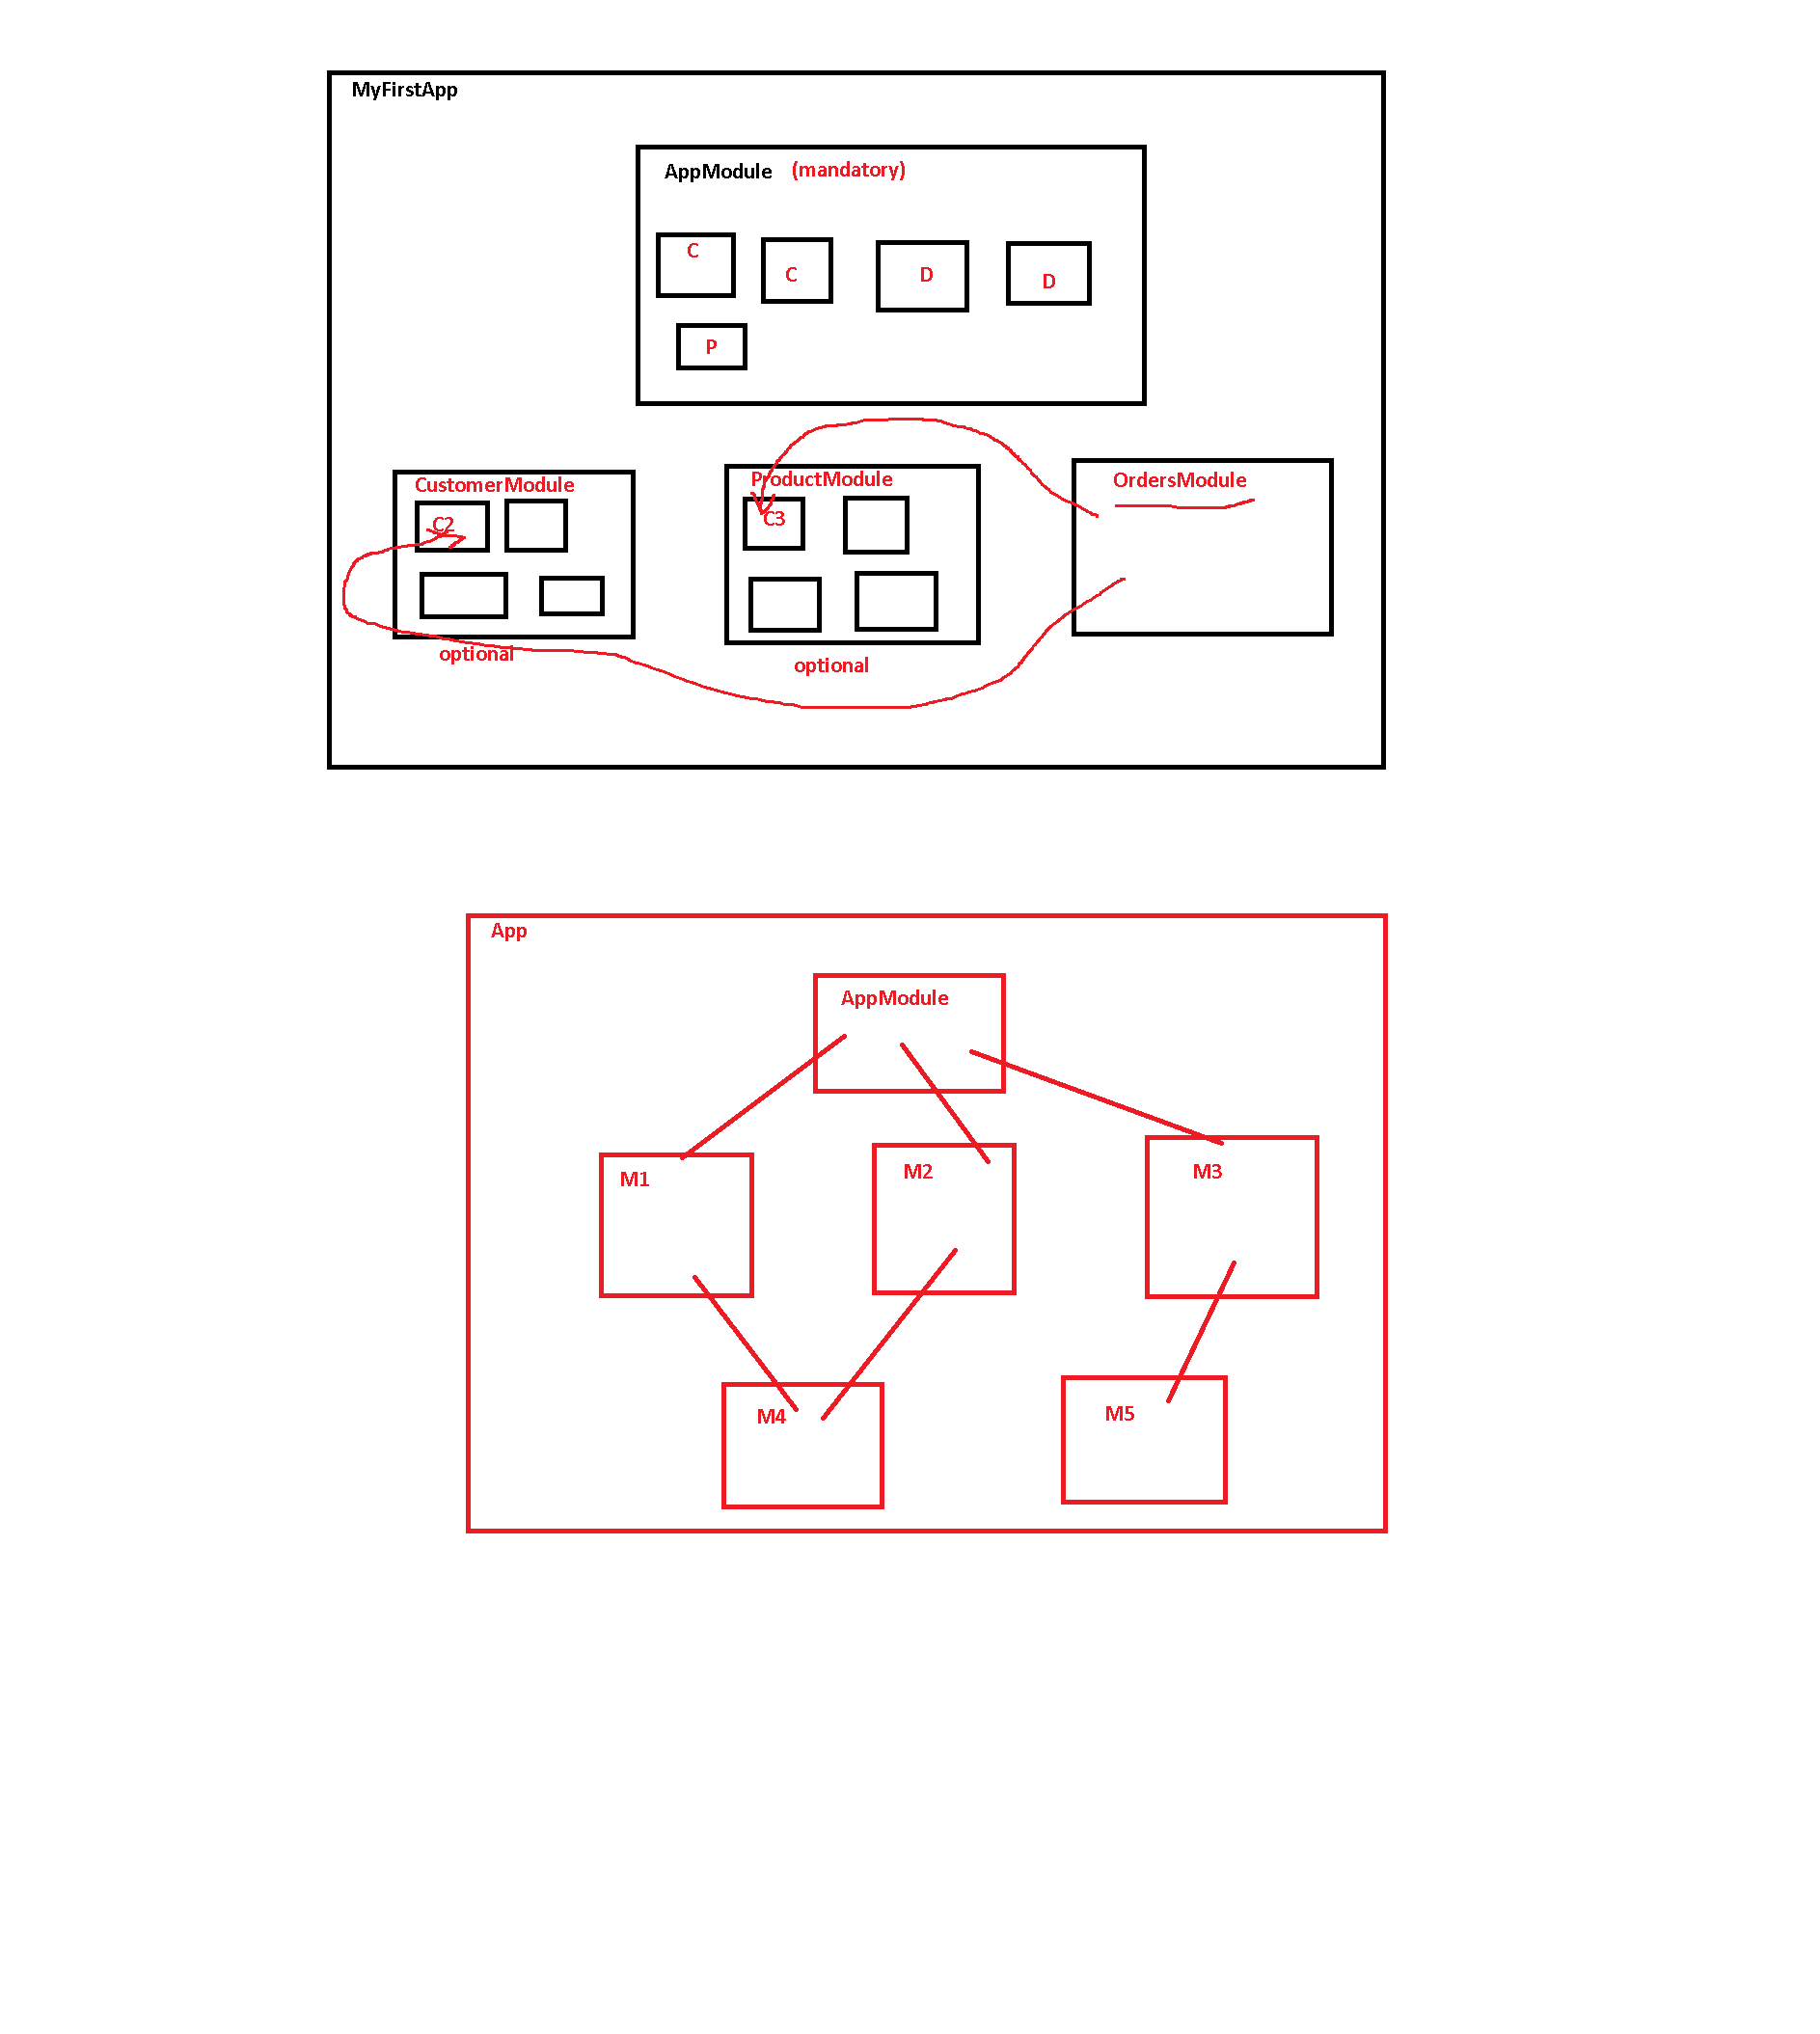 MyFirstApp
AppModule (mandatory)
C
C
D
D
P
CustomerModule
C2
optional
ProductModule
C3
optional
OrdersModule
App
AppModule
M1
M2
M3
M4
M5